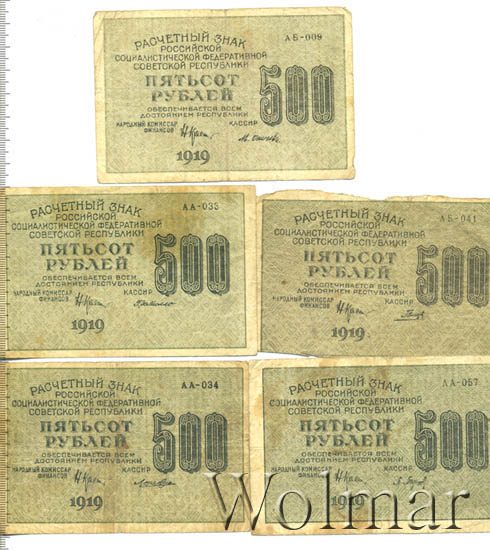 РАСЧЕТНЫЙ ЗНАК
РОССИЙСКОЙ
СОЦИАЛИСТИЧЕСКОЙ ФЕДЕРАТИВНОЙ
СОВЕТСКОЙ РЕСПУБЛИКИ
ПЯТЬСОТ
РУБЛЕЙ
ОБЕСПЕЧИВАЕТСЯ ВСЕМ
ДОСТОЯНИЕМ РЕСПУБЛИКИ
НАРОДНЫЙ КОМИССАР
ФИНАНСОВ
КАССИР
1919
АБ-009
500
РАСЧЕТНЫЙ ЗНАК
РОССИЙСКОЙ
СОЦИАЛИСТИЧЕСКОЙ ФЕДЕРАТИВНОЙ
СОВЕТСКОЙ РЕСПУБЛИКИ
ПЯТЬСОТ
РУБЛЕЙ
ОБЕСПЕЧИВАЕТСЯ ВСЕМ
ДОСТОЯНИЕМ РЕСПУБЛИКИ
НАРОДНЫЙ КОМИССАР
ФИНАНСОВ
КАССИР
1919
АА-033
500
РАСЧЕТНЫЙ ЗНАК
РОССИЙСКОЙ
СОЦИАЛИСТИЧЕСКОЙ ФЕДЕРАТИВНОЙ
СОВЕТСКОЙ РЕСПУБЛИКИ
ПЯТЬСОТ
РУБЛЕЙ
ОБЕСПЕЧИВАЕТСЯ ВСЕМ
ДОСТОЯНИЕМ РЕСПУБЛИКИ
НАРОДНЫЙ КОМИССАР
ФИНАНСОВ
КАССИР
1919
АБ-041
500
РАСЧЕТНЫЙ ЗНАК
РОССИЙСКОЙ
СОЦИАЛИСТИЧЕСКОЙ ФЕДЕРАТИВНОЙ
СОВЕТСКОЙ РЕСПУБЛИКИ
ПЯТЬСОТ
РУБЛЕЙ
ОБЕСПЕЧИВАЕТСЯ ВСЕМ
ДОСТОЯНИЕМ РЕСПУБЛИКИ
НАРОДНЫЙ КОМИССАР
ФИНАНСОВ
КАССИР
1919
АА-034
500
РАСЧЕТНЫЙ ЗНАК
РОССИЙСКОЙ
СОЦИАЛИСТИЧЕСКОЙ ФЕДЕРАТИВНОЙ
СОВЕТСКОЙ РЕСПУБЛИКИ
ПЯТЬСОТ
РУБЛЕЙ
ОБЕСПЕЧИВАЕТСЯ ВСЕМ
ДОСТОЯНИЕМ РЕСПУБЛИКИ
НАРОДНЫЙ КОМИССАР
ФИНАНСОВ
КАССИР
1919
АА-057
500
Wolmar